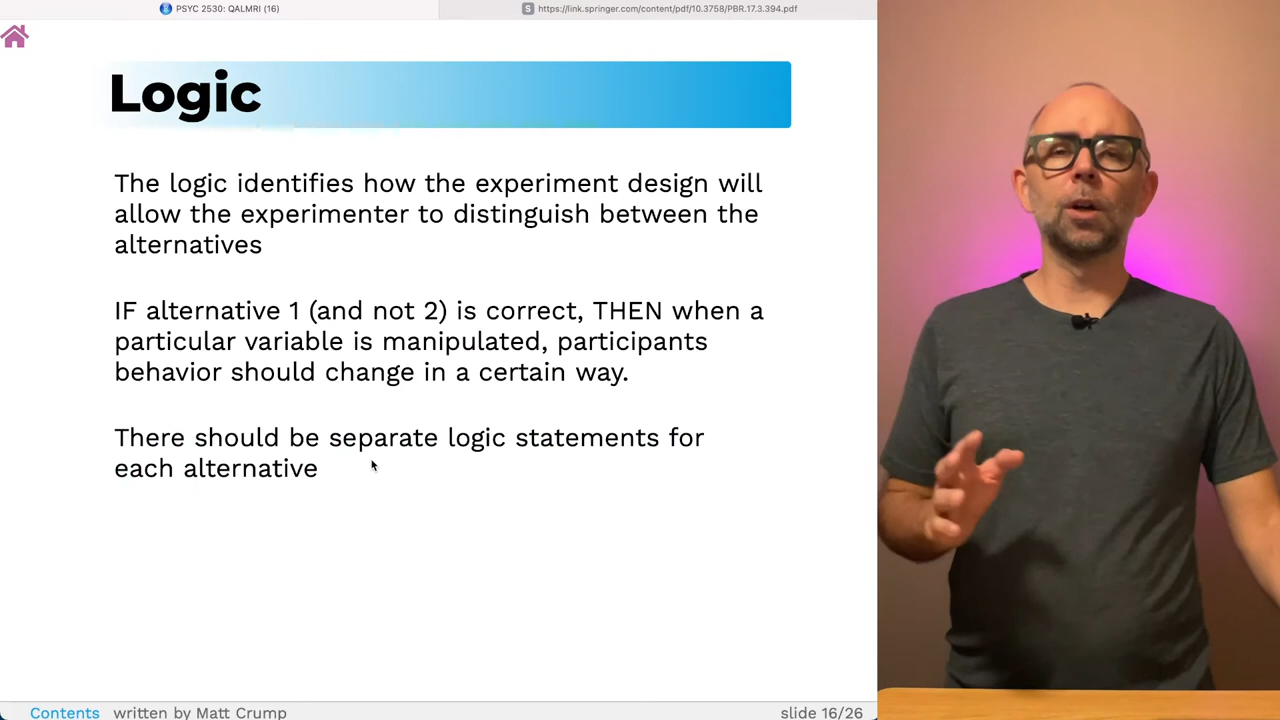 PSYC 2530: QALMRI (16)
S https://link.springer.com/content/pdf/10.3758/PBR.17.3.394.pdf
Logic
The logic identifies how the experiment design will
allow the experimenter to distinguish between the
alternatives
IF alternative 1 (and not 2) is correct, THEN when a
particular variable is manipulated, participants
behavior should change in a certain way.
There should be separate logic statements for
each alternative
Contents written by Matt Crump
slide 16/26